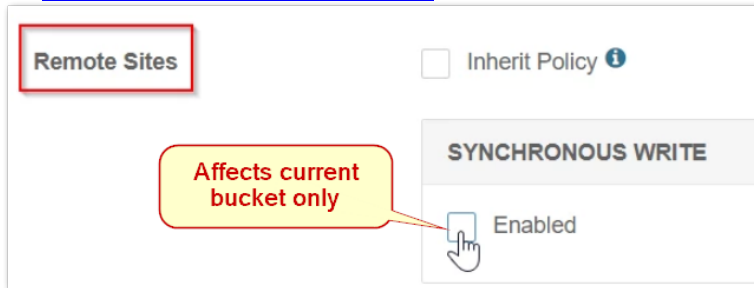 Remote Sites
Inherit Policy i
SYNCHRONOUS WRITE
Affects current
bucket only
Enabled